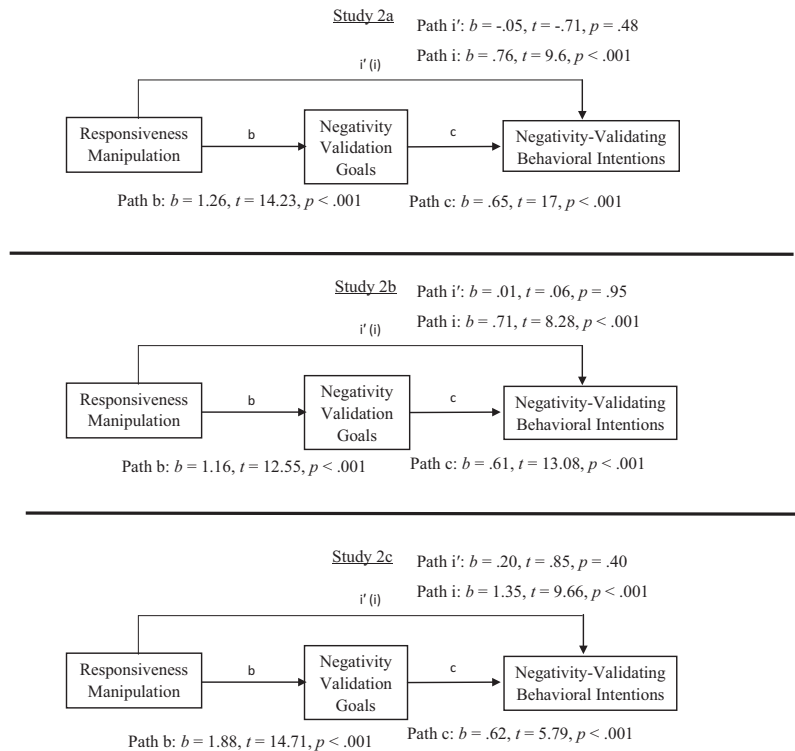 Study 2a
Path i′: b = -.05, t = -.71, p = .48
Path i: b = .76, t = 9.6, p < .001
i′ (i)
Responsiveness
Manipulation
b
Negativity
Validation
Goals
c
Negativity-Validating
Behavioral Intentions
Path b: b = 1.26, t = 14.23, p < .001
Path c: b = .65, t = 17, p < .001
Study 2b
Path i′: b = .01, t = .06, p = .95
Path i: b = .71, t = 8.28, p < .001
i′ (i)
Responsiveness
Manipulation
b
Negativity
Validation
Goals
c
Negativity-Validating
Behavioral Intentions
Path b: b = 1.16, t = 12.55, p < .001
Path c: b = .61, t = 13.08, p < .001
Study 2c
Path i′: b = .20, t = .85, p = .40
Path i: b = 1.35, t = 9.66, p < .001
i′ (i)
Responsiveness
Manipulation
b
Negativity
Validation
Goals
c
Negativity-Validating
Behavioral Intentions
Path b: b = 1.88, t = 14.71, p < .001
Path c: b = .62, t = 5.79, p < .001